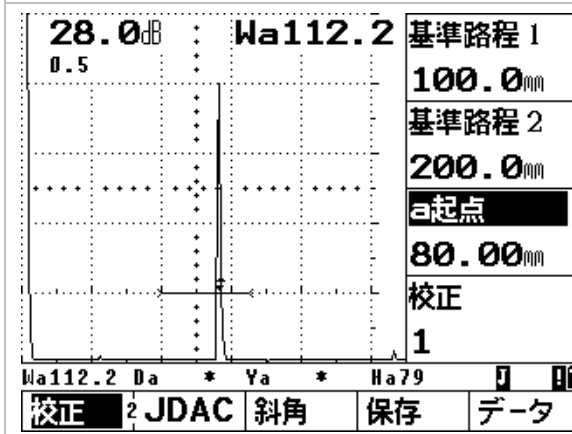 28.0dB Wa112.2
0.5
基準路程 1
100.0mm
基準路程 2
200.0mm
a起点
80.00mm
校正
1
Wa112.2 Da * Ya * Ha79 J
校正 2 JDAC 斜角 保存 データ